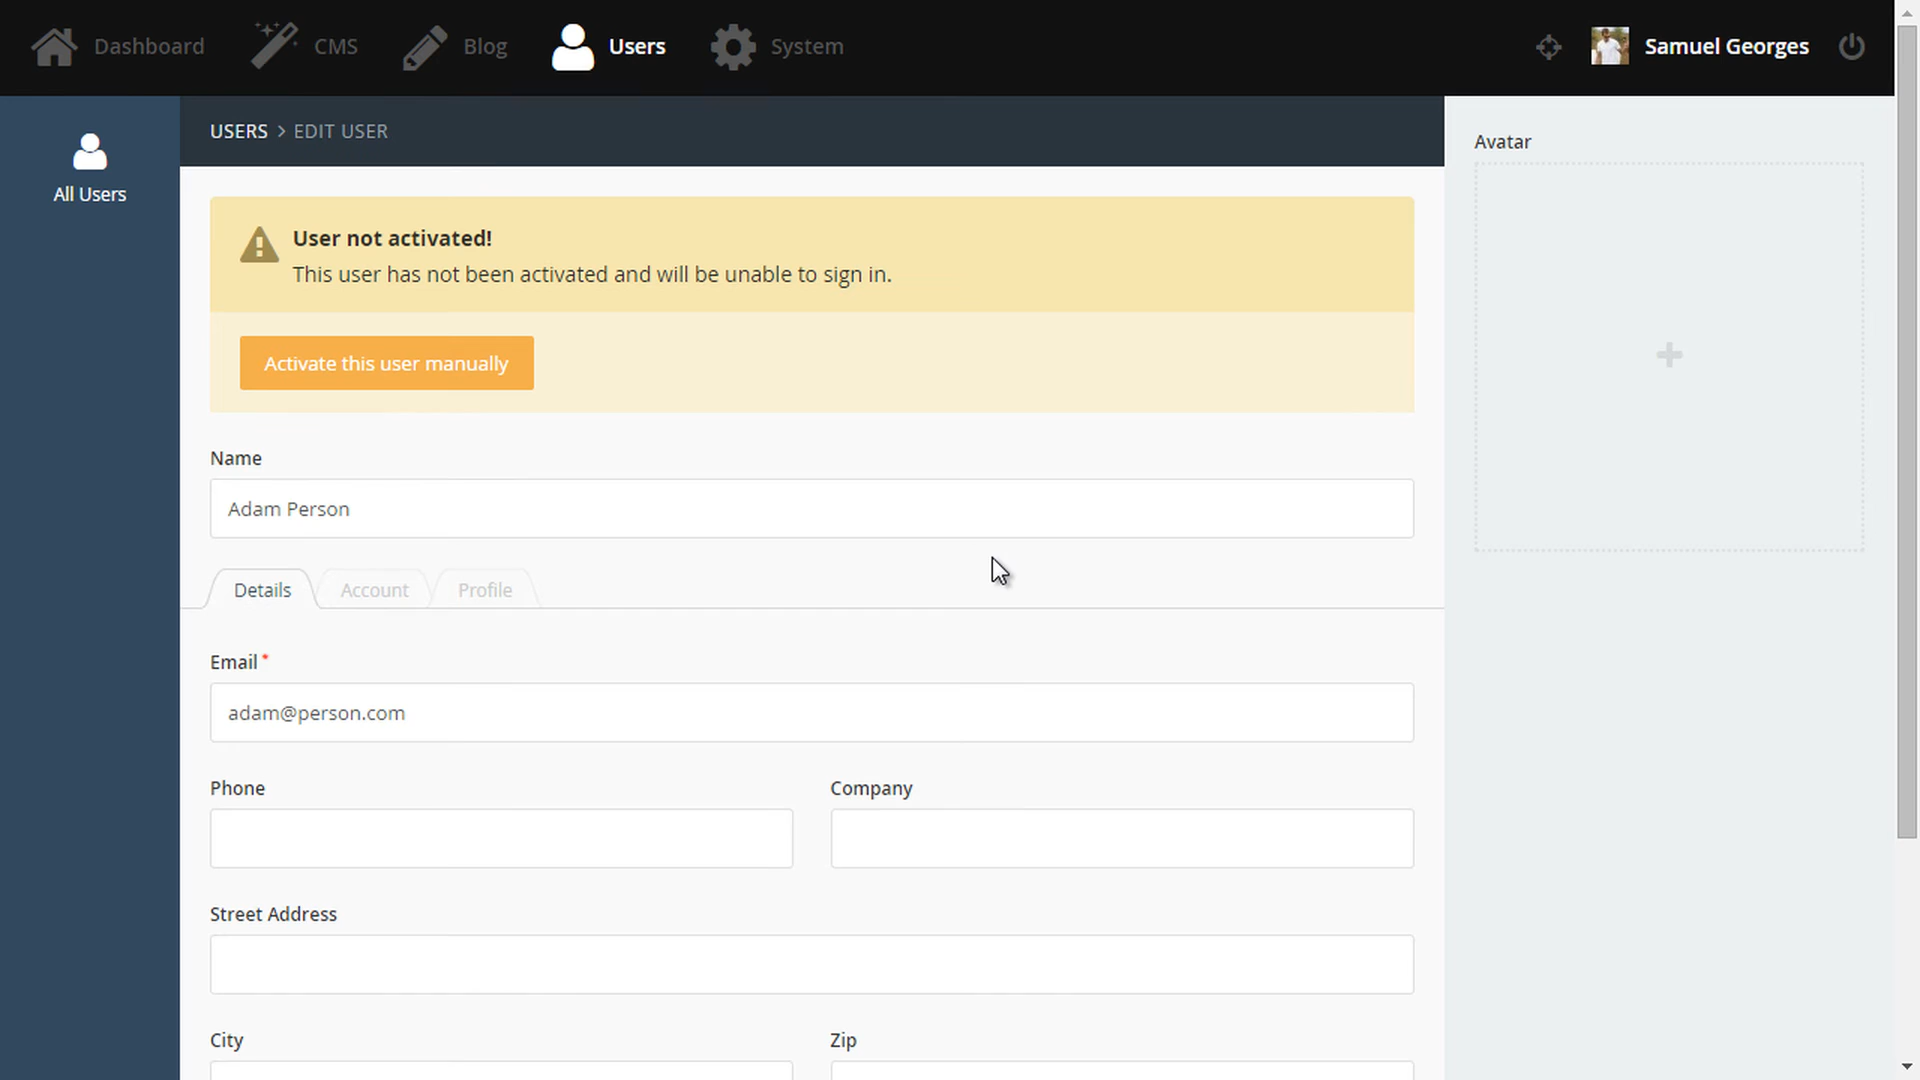 Dashboard
CMS
Blog
Users
System
Samuel Georges
All Users
USERS > EDIT USER
Avatar
User not activated!
This user has not been activated and will be unable to sign in.
Activate this user manually
Name
Adam Person
Details
Account
Profile
Email *
adam@person.com
Phone
Company
Street Address
City
Zip